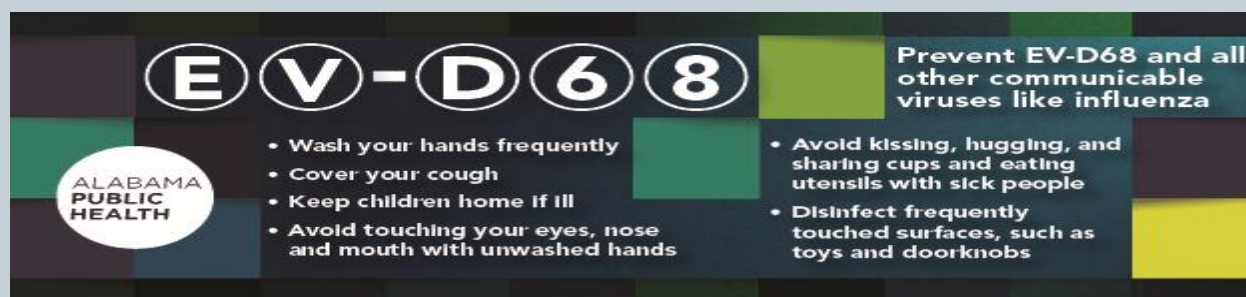 EV-D68
Prevent EV-D68 and all
other communicable
viruses like influenza
ALABAMA
PUBLIC
HEALTH
• Wash your hands frequently
• Cover your cough
• Keep children home if ill
• Avoid touching your eyes, nose
and mouth with unwashed hands
• Avoid kissing, hugging, and
sharing cups and eating
utensils with sick people
• Disinfect frequently
touched surfaces, such as
toys and doorknobs